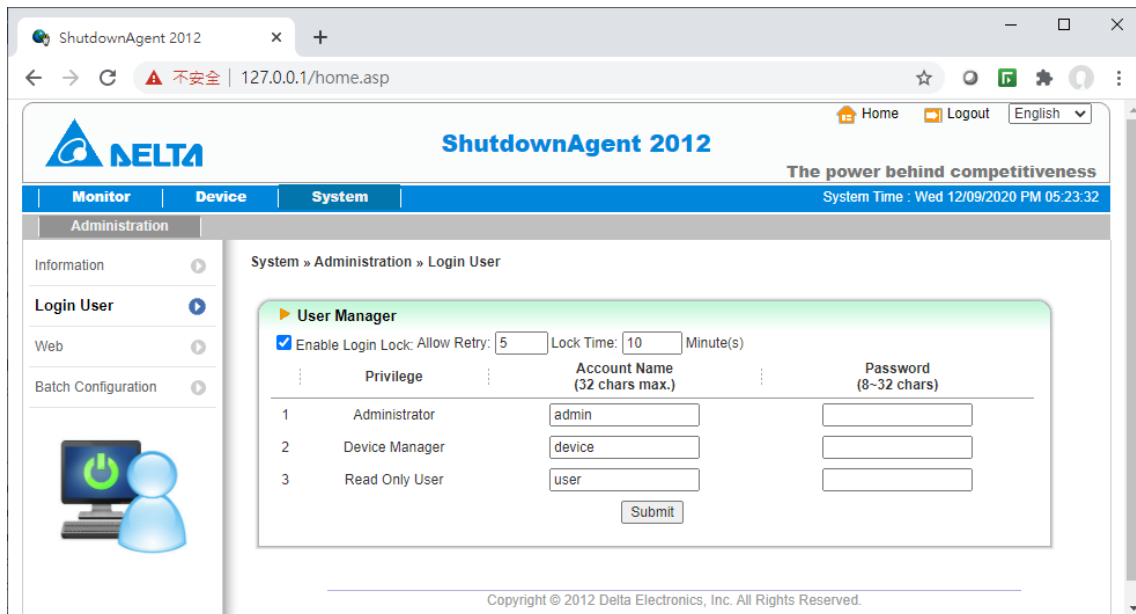 ShutdownAgent 2012
不安全 | 127.0.0.1/home.asp
Home Logout English
DELTA
ShutdownAgent 2012
The power behind competitiveness
Monitor Device System System Time : Wed 12/09/2020 PM 05:23:32
Administration
Information
Login User
Web
Batch Configuration
System » Administration » Login User
User Manager
Enable Login Lock: Allow Retry: 5 Lock Time: 10 Minute(s)
Privilege Account Name Password
(32 chars max.) (8~32 chars)
1 Administrator admin
2 Device Manager device
3 Read Only User user
Submit
Copyright © 2012 Delta Electronics, Inc. All Rights Reserved.